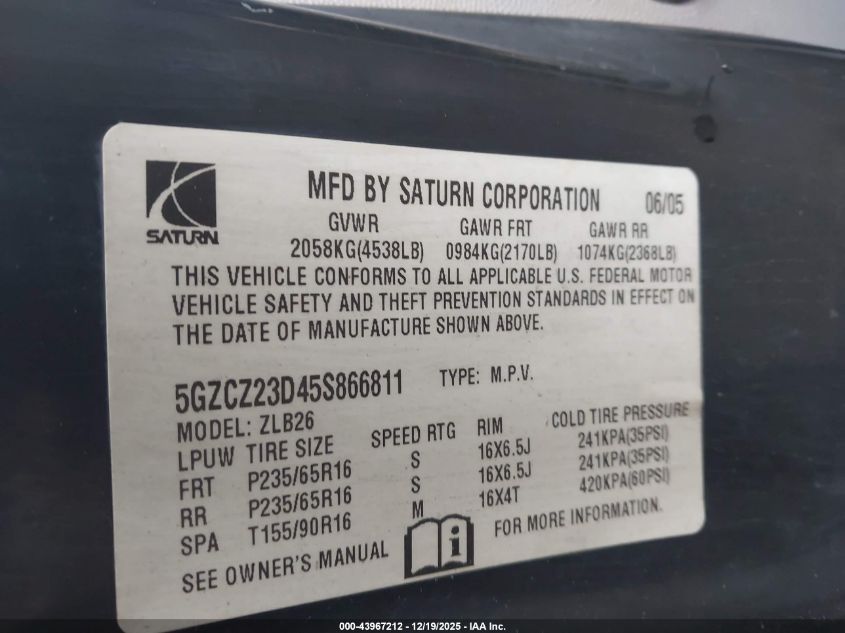 SATURN
MFD BY SATURN CORPORATION 06/05
GVWR GAWR FRT GAWR RR
2058KG(4538LB) 0984KG(2170LB) 1074KG(2368LB)
THIS VEHICLE CONFORMS TO ALL APPLICABLE U.S. FEDERAL MOTOR
VEHICLE SAFETY AND THEFT PREVENTION STANDARDS IN EFFECT ON
THE DATE OF MANUFACTURE SHOWN ABOVE.
5GZCZ23D45S866811 TYPE: M.P.V.
MODEL: ZLB26
LPUW TIRE SIZE SPEED RTG RIM COLD TIRE PRESSURE
FRT P235/65R16 S 16X6.5J 241KPA(35PSI)
RR P235/65R16 S 16X6.5J 241KPA(35PSI)
SPA T155/90R16 M 16X4T 420KPA(60PSI)
SEE OWNER'S MANUAL i FOR MORE INFORMATION.
000-43967212 - 12/19/2025 - IAA Inc.